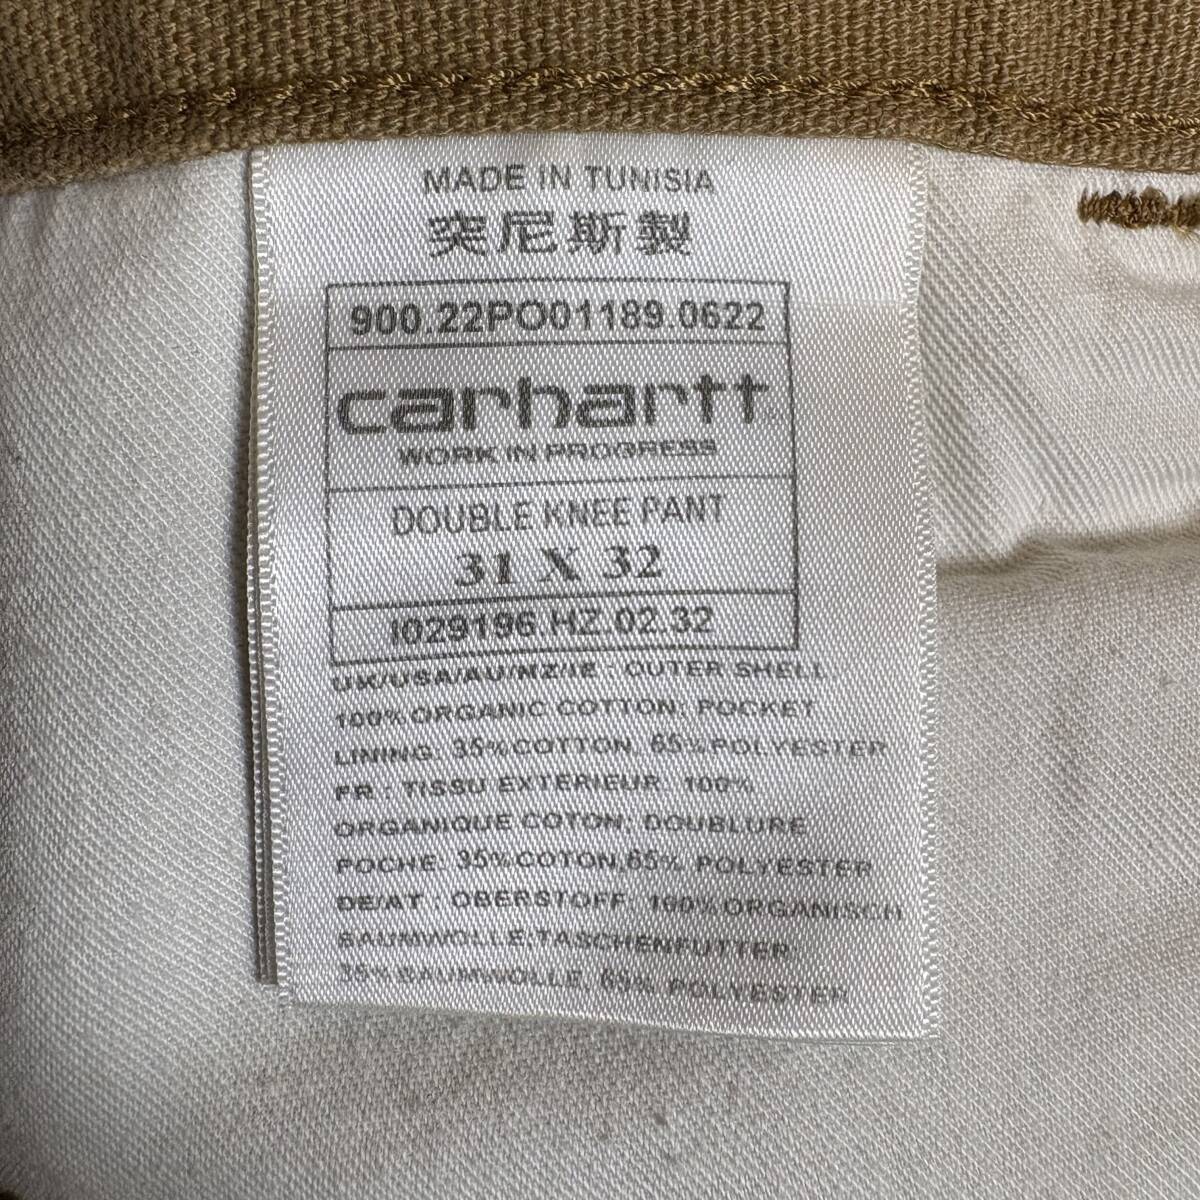 MADE IN TUNISIA
突尼斯製
900.22PO01189.0622
carhartt
WORK IN PROGRESS
DOUBLE KNEE PANT
31 X 32
I029196.HZ.02.32
UK/USA/AU/NZ/IE : OUTER SHELL
100% ORGANIC COTTON; POCKET
LINING: 35%COTTON, 65%POLYESTER
FR : TISSU EXTERIEUR 100%
ORGANIQUE COTON; DOUBLURE
POCHE: 35%COTON,65% POLYESTER
DE/AT : OBERSTOFF: 100% ORGANISCH
BAUMWOLLE;TASCHENFUTTER
35% BAUMWOLLE, 65% POLYESTER